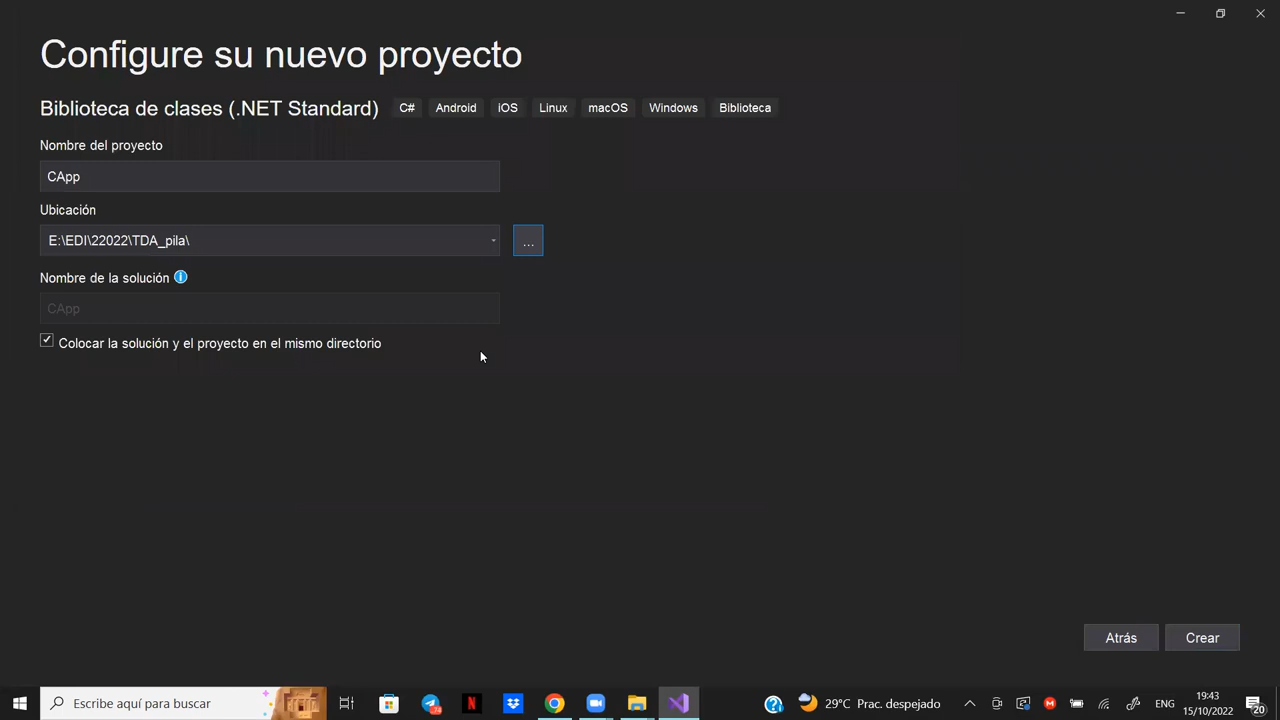 Configure su nuevo proyecto
Biblioteca de clases (.NET Standard) C# Android iOS Linux macOS Windows Biblioteca
Nombre del proyecto
CApp
Ubicación
E:\EDI\22022\TDA_pila\
...
Nombre de la solución
CApp
Colocar la solución y el proyecto en el mismo directorio
Atrás Crear
Escribe aquí para buscar
74
N
29°C Prac. despejado
M
ENG
19:43
15/10/2022
20